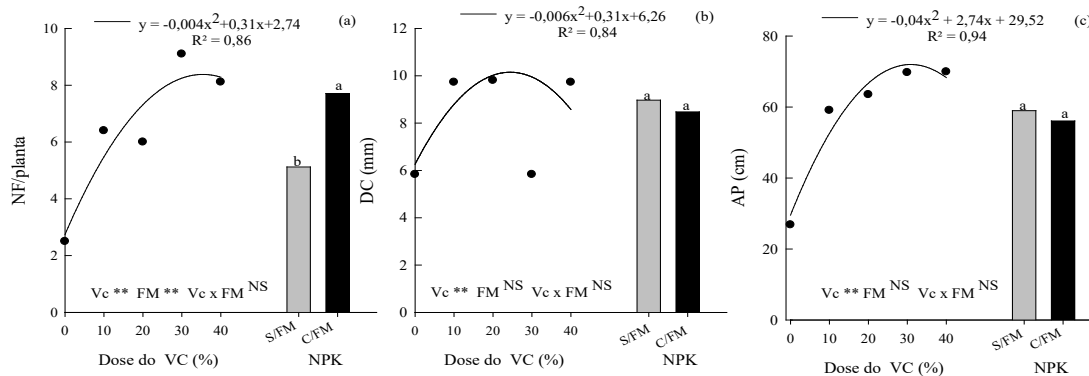 y = -0,004x²+0,31x+2,74
R² = 0,86
(a)
10
8
6
4
2
0
NF/planta
a
b
Vc ** FM ** Vc x FM NS
0 10 20 30 40
S/FM C/FM
Dose do VC (%)
NPK
y = -0,006x²+0,31x+6,26
R² = 0,84
(b)
12
10
8
6
4
2
0
DC (mm)
a
a
Vc ** FM NS Vc x FM NS
0 10 20 30 40
S/FM C/FM
Dose do VC (%)
NPK
y = -0,04x² + 2,74x + 29,52
R² = 0,94
(c)
80
60
40
20
0
AP (cm)
a
a
Vc ** FM NS Vc x FM NS
0 10 20 30 40
S/FM C/FM
Dose do VC (%)
NPK